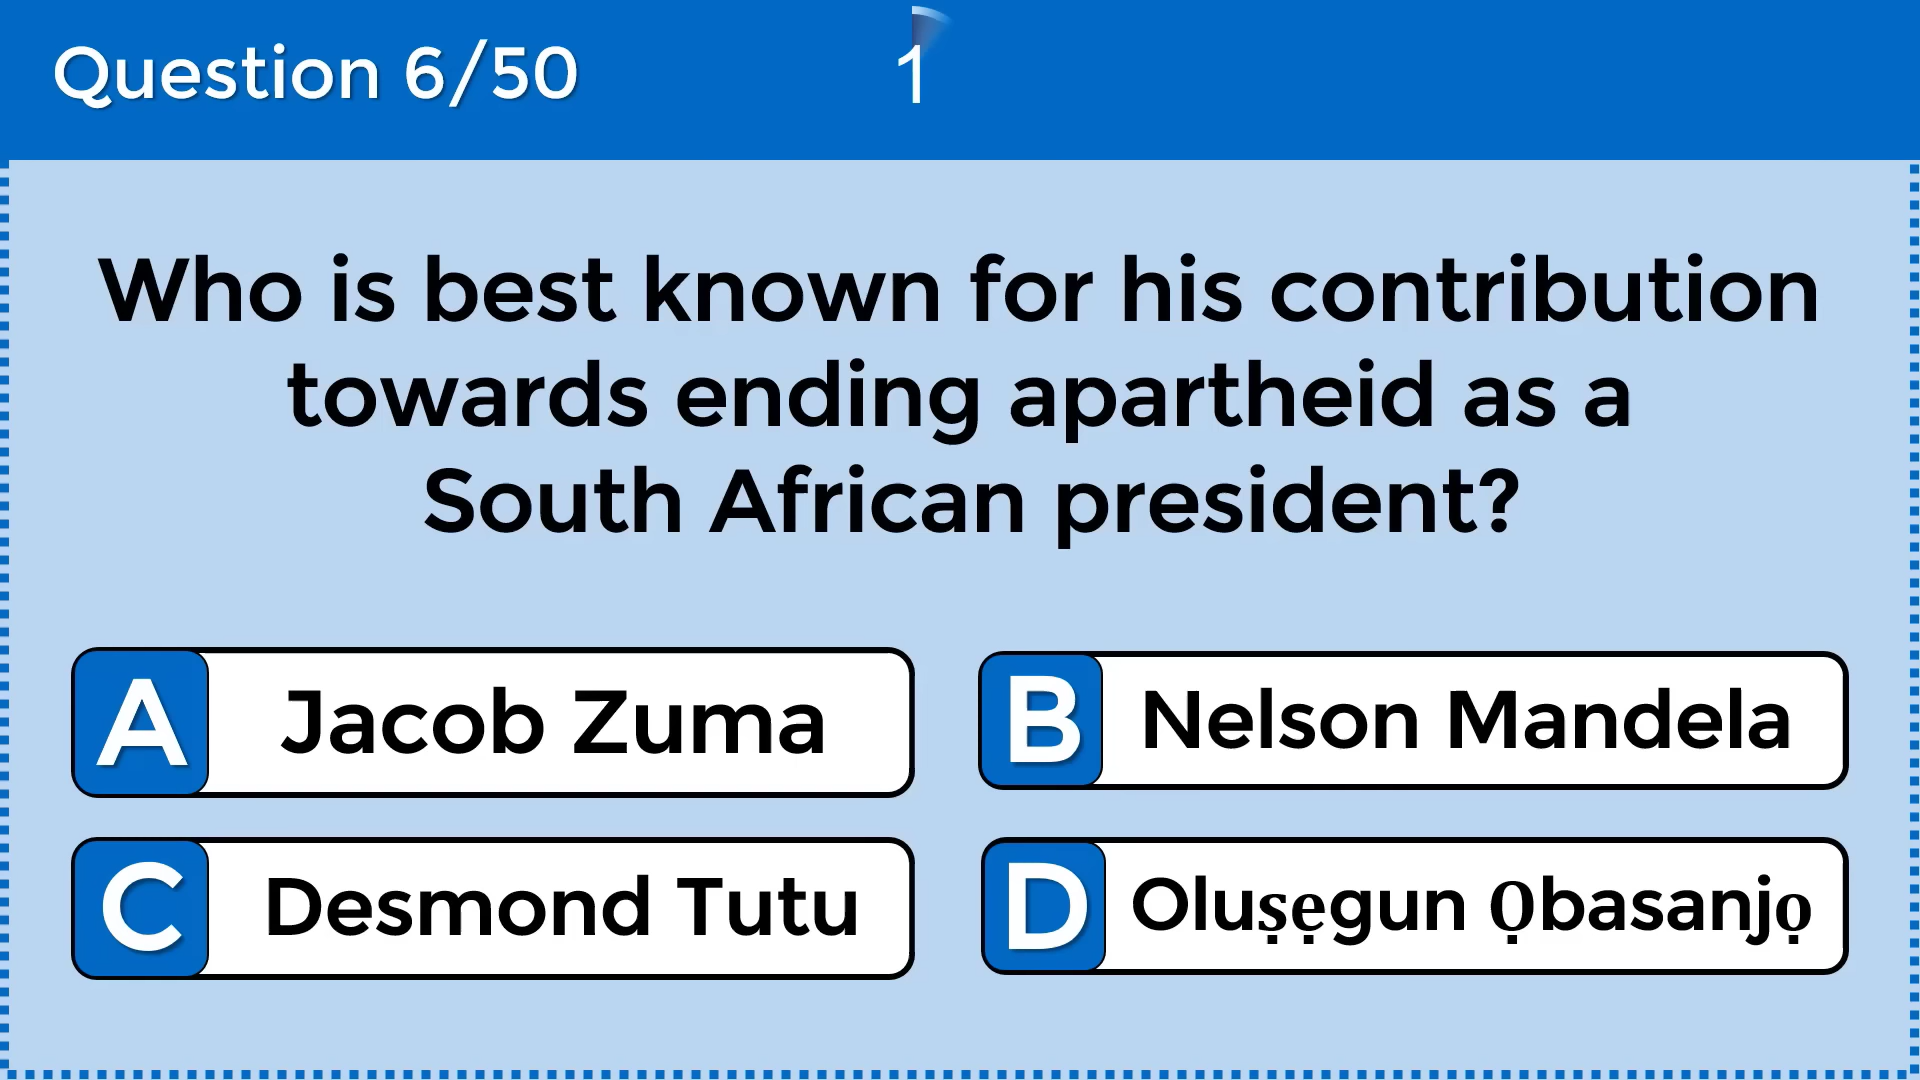 Question 6/50
1
Who is best known for his contribution
towards ending apartheid as a
South African president?
A Jacob Zuma
B Nelson Mandela
C Desmond Tutu
D Olusẹgun Ọbasanjọ